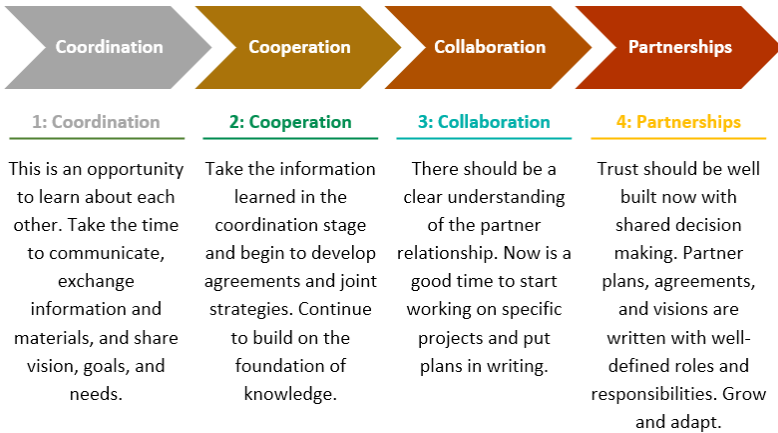 Coordination
Cooperation
Collaboration
Partnerships
1: Coordination
This is an opportunity
to learn about each
other. Take the time
to communicate,
exchange
information and
materials, and share
vision, goals, and
needs.
2: Cooperation
Take the information
learned in the
coordination stage
and begin to develop
agreements and joint
strategies. Continue
to build on the
foundation of
knowledge.
3: Collaboration
There should be a
clear understanding
of the partner
relationship. Now is a
good time to start
working on specific
projects and put
plans in writing.
4: Partnerships
Trust should be well
built now with
shared decision
making. Partner
plans, agreements,
and visions are
written with well-
defined roles and
responsibilities. Grow
and adapt.